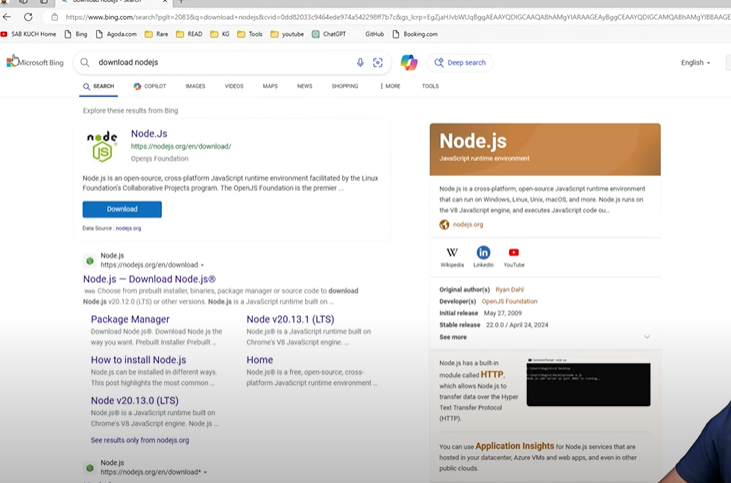 download nodejs - Search
https://www.bing.com/search?pglt=2083&q=download+nodejs&cvid=
SAB KUCH Home
Bing
Agoda.com
Rare
READ
KG
Tools
youtube
ChatGPT
GitHub
Booking.com
Microsoft Bing
download nodejs
Deep search
English
SEARCH
COPILOT
IMAGES
VIDEOS
MAPS
NEWS
SHOPPING
MORE
TOOLS
Explore these results from Bing
node
JS
Node.Js
https://nodejs.org/en/download/
Openjs Foundation
Node.js is an open-source, cross-platform JavaScript runtime environment facilitated by the Linux
Foundation's Collaborative Projects program. The OpenJS Foundation is the premier ...
Download
Data Source : nodejs.org
Node.js
https://nodejs.org/en/download
Node.js — Download Node.js®
Web Choose from prebuilt installer, binaries, package manager or source code to download
Node.js v20.12.0 (LTS) or other versions. Node.js is a JavaScript runtime built on ...
Package Manager
Download Node.js®. Download Node.js the
way you want. Prebuilt Installer Prebuilt ...
Node v20.13.1 (LTS)
Node.js® is a JavaScript runtime built on
Chrome's V8 JavaScript engine. ...
How to install Node.js
Node.js can be installed in different ways.
This post highlights the most common ...
Home
Node.js® is a free, open-source, cross-
platform JavaScript runtime environment ...
Node v20.13.0 (LTS)
Node.js® is a JavaScript runtime built on
Chrome's V8 JavaScript engine. Node.js ...
See results only from nodejs.org
Node.js
https://nodejs.org/en/download*
Node.js
JavaScript runtime environment
Node.js is a cross-platform, open-source JavaScript runtime environment
that can run on Windows, Linux, Unix, macOS, and more. Node.js runs on
the V8 JavaScript engine, and executes JavaScript code ou...
nodejs.org
W
in
Wikipedia
LinkedIn
YouTube
Original author(s) Ryan Dahl
Developer(s) OpenJS Foundation
Initial release May 27, 2009
Stable release 22.0.0 / April 24, 2024
See more
Node.js has a built-in
module called HTTP,
which allows Node.js to
transfer data over the Hyper
Text Transfer Protocol
(HTTP).
You can use Application Insights for Node.js services that are
hosted in your datacenter, Azure VMs and web apps, and even in other
public clouds.